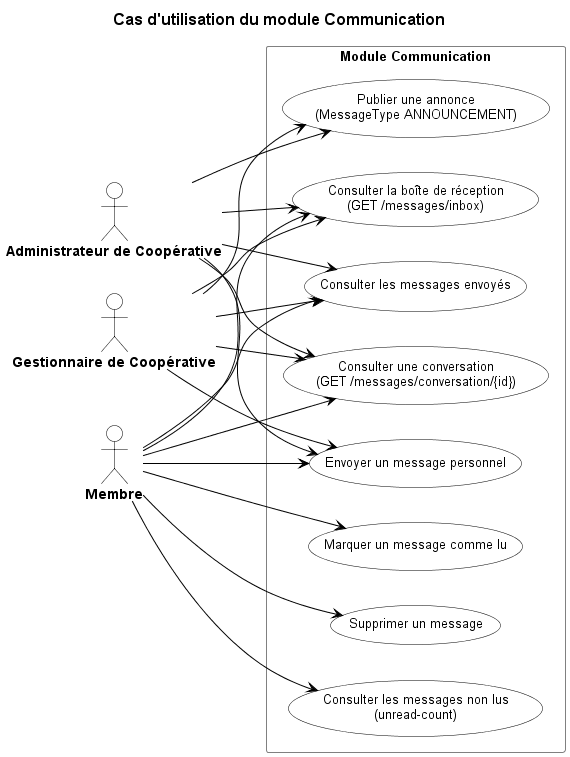 Cas d'utilisation du module Communication
Module Communication
Publier une annonce
(MessageType ANNOUNCEMENT)
Consulter la boîte de réception
(GET /messages/inbox)
Administrateur de Coopérative
Consulter les messages envoyés
Gestionnaire de Coopérative
Consulter une conversation
(GET /messages/conversation/{id})
Envoyer un message personnel
Membre
Marquer un message comme lu
Supprimer un message
Consulter les messages non lus
(unread-count)